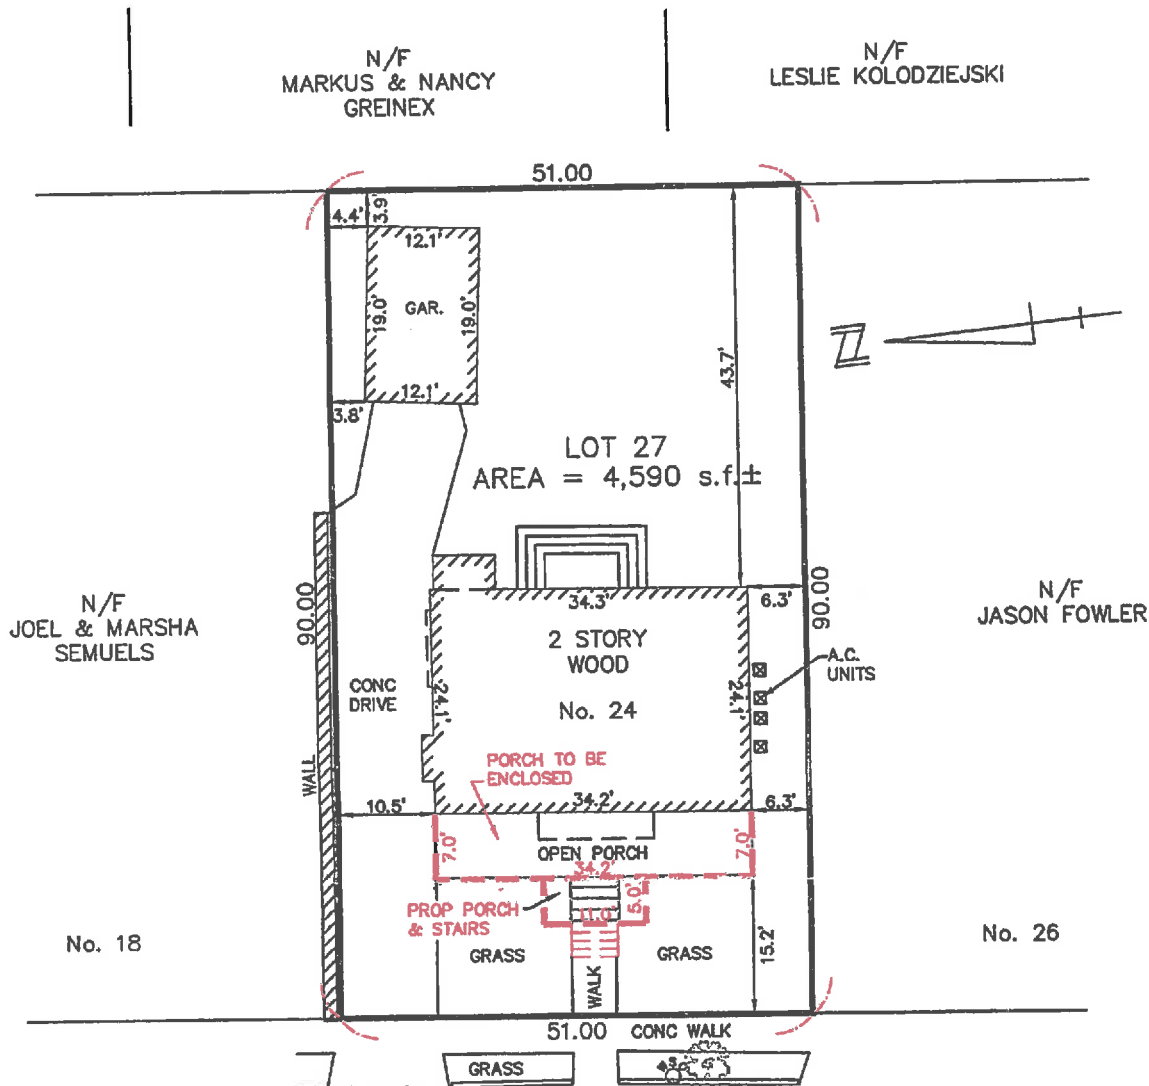 N/F
MARKUS & NANCY
GREINEX
N/F
LESLIE KOLODZIEJSKI
51.00
4.4'
3.9
12.1'
19.0'
GAR.
19.0'
12.1'
3.8'
43.7'
Z
LOT 27
AREA = 4,590 s.f.±
N/F
JOEL & MARSHA
SEMUELS
90.00
34.3'
6.3'
90.00
N/F
JASON FOWLER
2 STORY
WOOD
No. 24
A.C.
UNITS
CONC
DRIVE
24.1'
24.1'
WALL
PORCH TO BE
ENCLOSED
10.5'
34.2'
6.3'
7.0'
OPEN PORCH
7.0'
34.2'
PROP PORCH
& STAIRS
11.0'
5.0'
No. 18
GRASS
WALK
GRASS
15.2'
No. 26
51.00
CONC WALK
GRASS